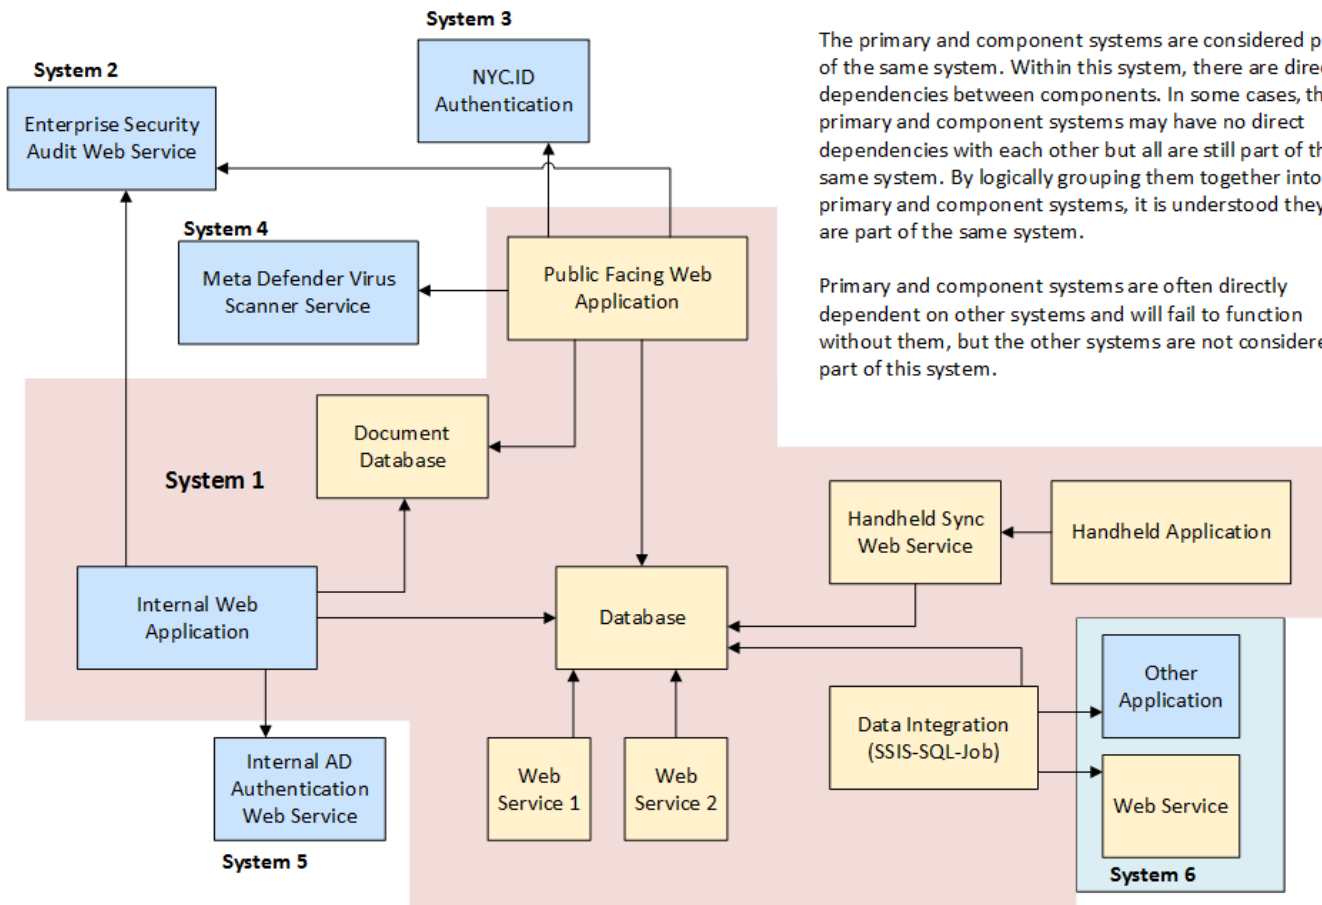 System 3
NYC.ID
Authentication
System 2
Enterprise Security
Audit Web Service
The primary and component systems are considered p
of the same system. Within this system, there are direc
dependencies between components. In some cases, th
primary and component systems may have no direct
dependencies with each other but all are still part of th
same system. By logically grouping them together into
primary and component systems, it is understood they
are part of the same system.
Primary and component systems are often directly
dependent on other systems and will fail to function
without them, but the other systems are not considere
part of this system.
System 4
Meta Defender Virus
Scanner Service
Public Facing Web
Application
Document
Database
System 1
Handheld Sync
Web Service
Handheld Application
Internal Web
Application
Database
Other
Application
Data Integration
(SSIS-SQL-Job)
Internal AD
Authentication
Web Service
Web
Service 1
Web
Service 2
Web Service
System 5
System 6